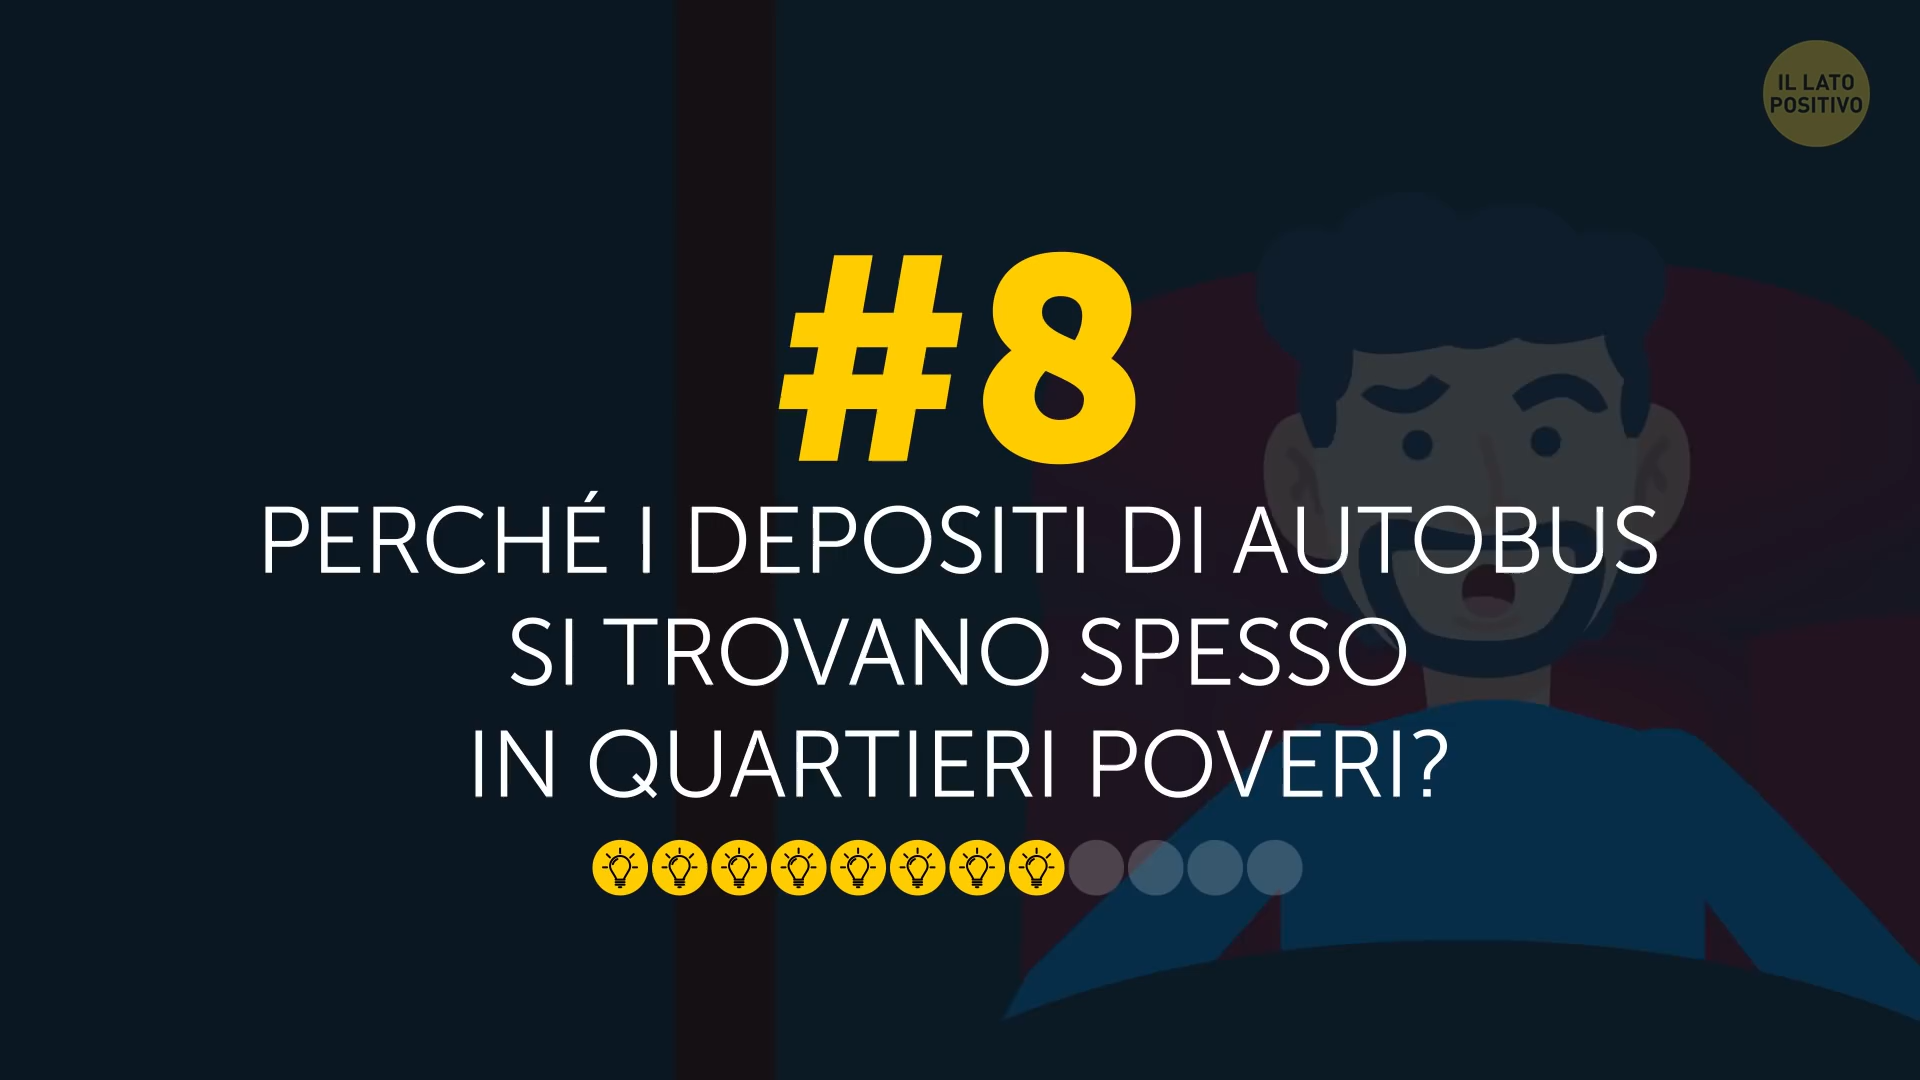 IL LATO
POSITIVO
#8
PERCHÉ I DEPOSITI DI AUTOBUS
SI TROVANO SPESSO
IN QUARTIERI POVERI?